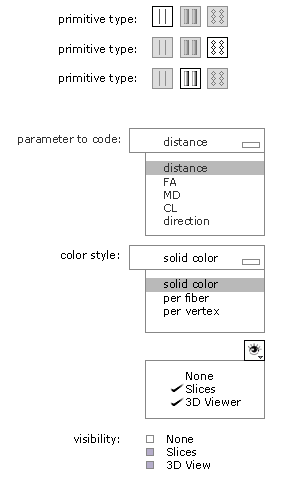 primitive type:
primitive type:
primitive type:
parameter to code: distance
distance
FA
MD
CL
direction
color style: solid color
solid color
per fiber
per vertex
None
Slices
3D Viewer
visibility: None
Slices
3D View